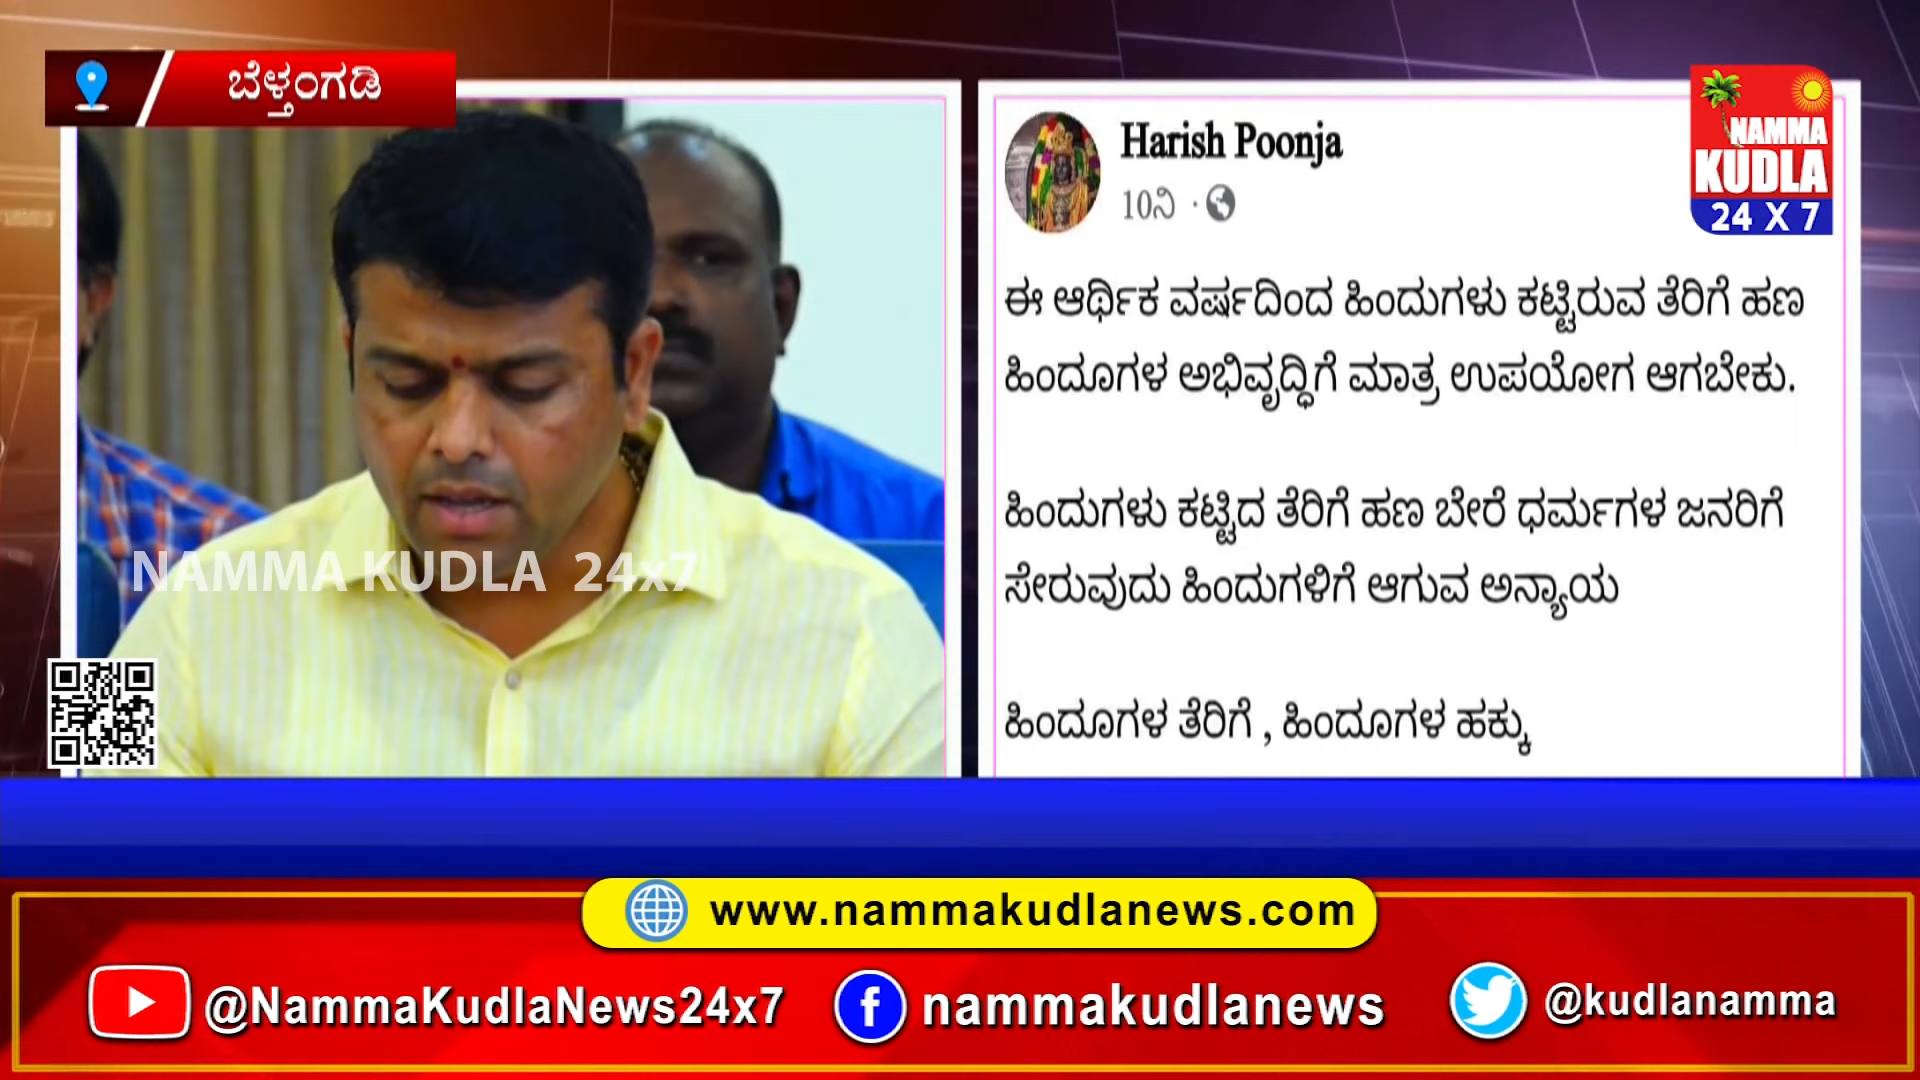 ಬೆಳ್ತಂಗಡಿ
NAMMA
KUDLA
24 X 7
Harish Poonja
10ನಿ ·
ಈ ಆರ್ಥಿಕ ವರ್ಷದಿಂದ ಹಿಂದುಗಳು ಕಟ್ಟಿರುವ ತೆರಿಗೆ ಹಣ
ಹಿಂದೂಗಳ ಅಭಿವೃದ್ಧಿಗೆ ಮಾತ್ರ ಉಪಯೋಗ ಆಗಬೇಕು.
ಹಿಂದುಗಳು ಕಟ್ಟಿದ ತೆರಿಗೆ ಹಣ ಬೇರೆ ಧರ್ಮಗಳ ಜನರಿಗೆ
ಸೇರುವುದು ಹಿಂದುಗಳಿಗೆ ಆಗುವ ಅನ್ಯಾಯ
ಹಿಂದೂಗಳ ತೆರಿಗೆ , ಹಿಂದೂಗಳ ಹಕ್ಕು
NAMMA KUDLA 24x7
www.nammakudlanews.com
@NammaKudlaNews24x7
nammakudlanews
@kudlanamma